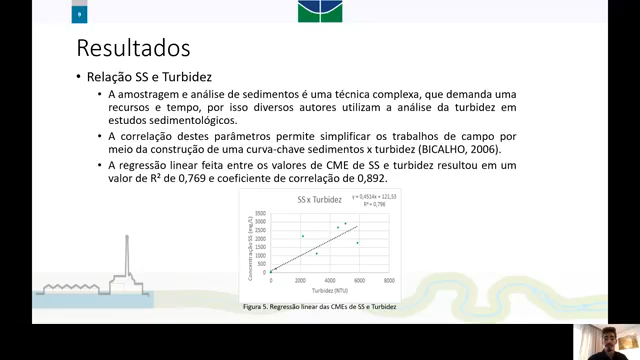 9
Resultados
• Relação SS e Turbidez
• A amostragem e análise de sedimentos é uma técnica complexa, que demanda uma
recursos e tempo, por isso diversos autores utilizam a análise da turbidez em
estudos sedimentológicos.
• A correlação destes parâmetros permite simplificar os trabalhos de campo por
meio da construção de uma curva-chave sedimentos x turbidez (BICALHO, 2006).
• A regressão linear feita entre os valores de CME de SS e turbidez resultou em um
valor de R² de 0,769 e coeficiente de correlação de 0,892.
SS x Turbidez
y = 0,4514x + 121,53
R² = 0,796
Concentração SS (mg/L)
3500
3000
2500
2000
1500
1000
500
0
0 2000 4000 6000 8000
Turbidez (NTU)
Figura 5. Regressão linear das CMEs de SS e Turbidez